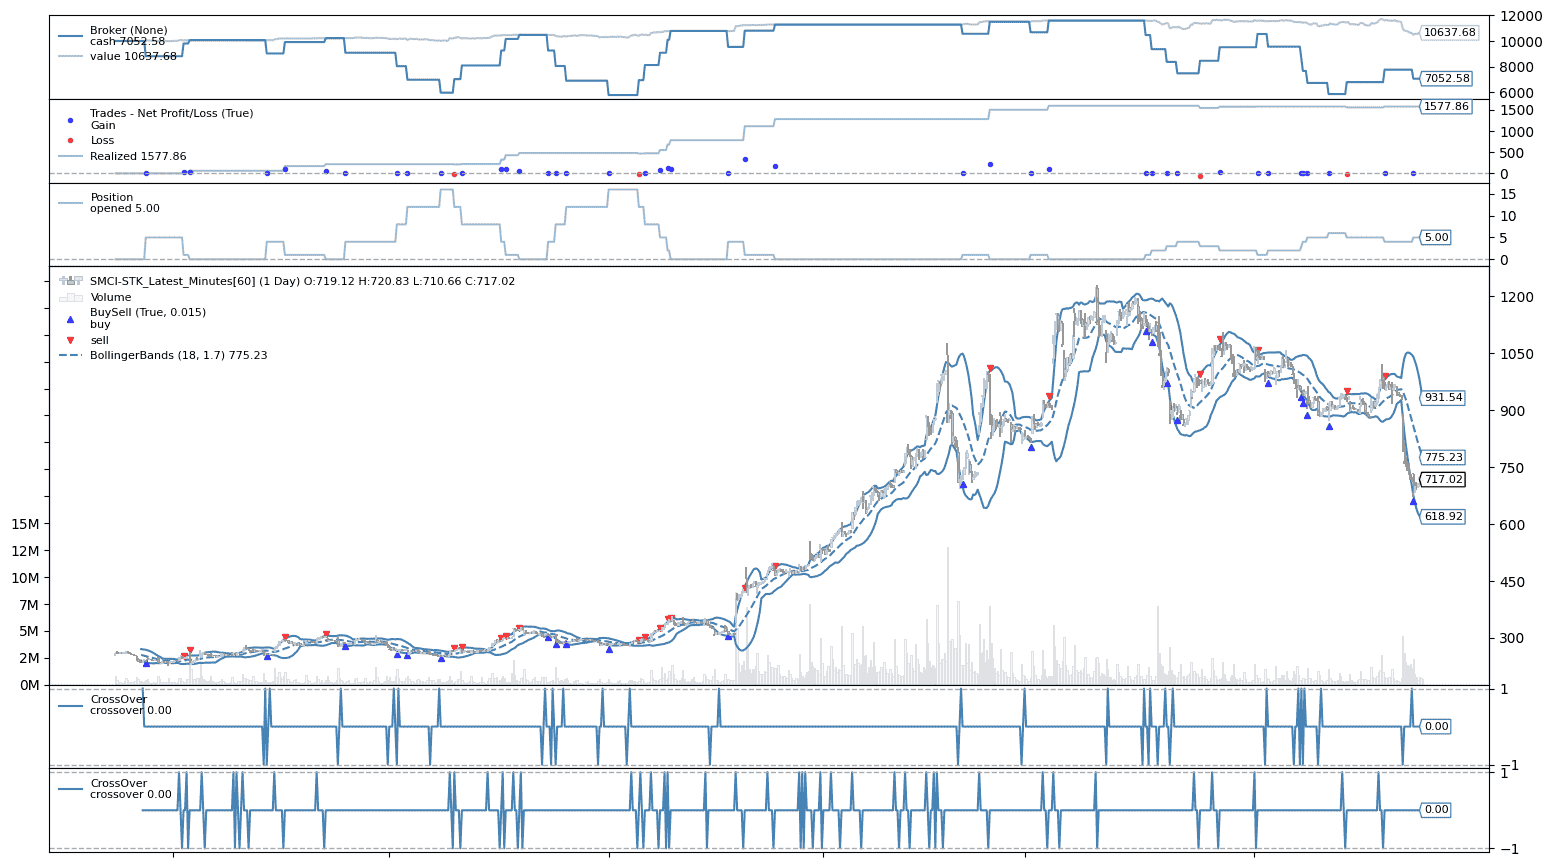 Broker (None)
cash 7052.58
value 10637.68
12000
10637.68
10000
8000
7052.58
6000
Trades - Net Profit/Loss (True)
Gain
Loss
Realized 1577.86
1577.86
1500
1000
500
0
Position
opened 5.00
15
10
5.00
5
0
SMCI-STK_Latest_Minutes[60] (1 Day) O:719.12 H:720.83 L:710.66 C:717.02
Volume
BuySell (True, 0.015)
buy
sell
BollingerBands (18, 1.7) 775.23
1200
1050
931.54
900
775.23
750
717.02
618.92
600
450
300
15M
12M
10M
7M
5M
2M
0M
CrossOver
crossover 0.00
1
0.00
−1
CrossOver
crossover 0.00
1
0.00
−1